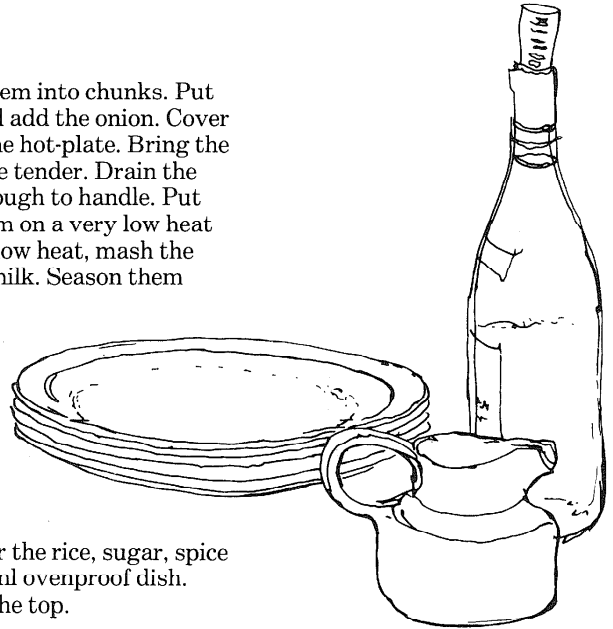 em into chunks. Put
add the onion. Cover
e hot-plate. Bring the
e tender. Drain the
ough to handle. Put
m on a very low heat
ow heat, mash the
nilk. Season them
r the rice, sugar, spice
ovenproof dish.
he top.